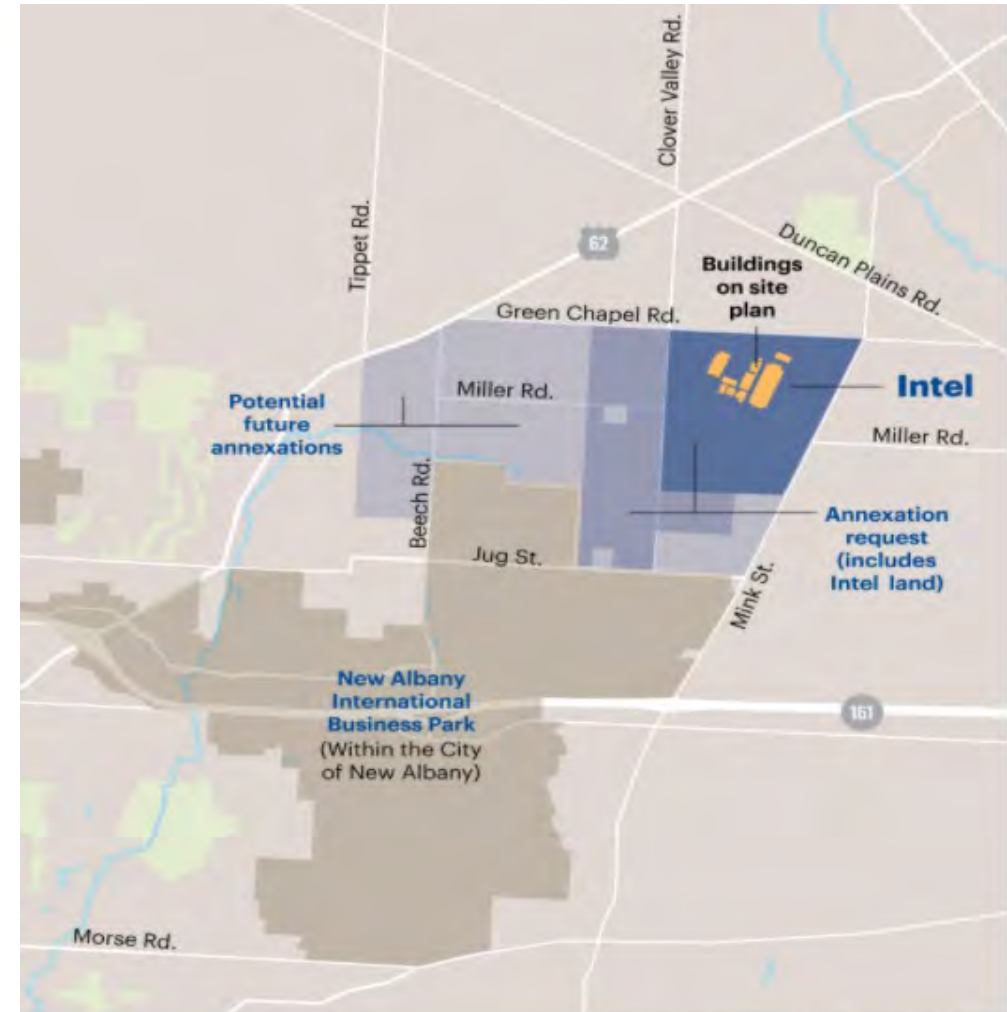 Clover Valley Rd.
Tippet Rd.
62
Duncan Plains Rd.
Buildings
on site
plan
Green Chapel Rd.
Intel
Miller Rd.
Potential
future
annexations
Miller Rd.
Beech Rd.
Annexation
request
(includes
Intel land)
Jug St.
Mink St.
New Albany
International
Business Park
(Within the City
of New Albany)
161
Morse Rd.